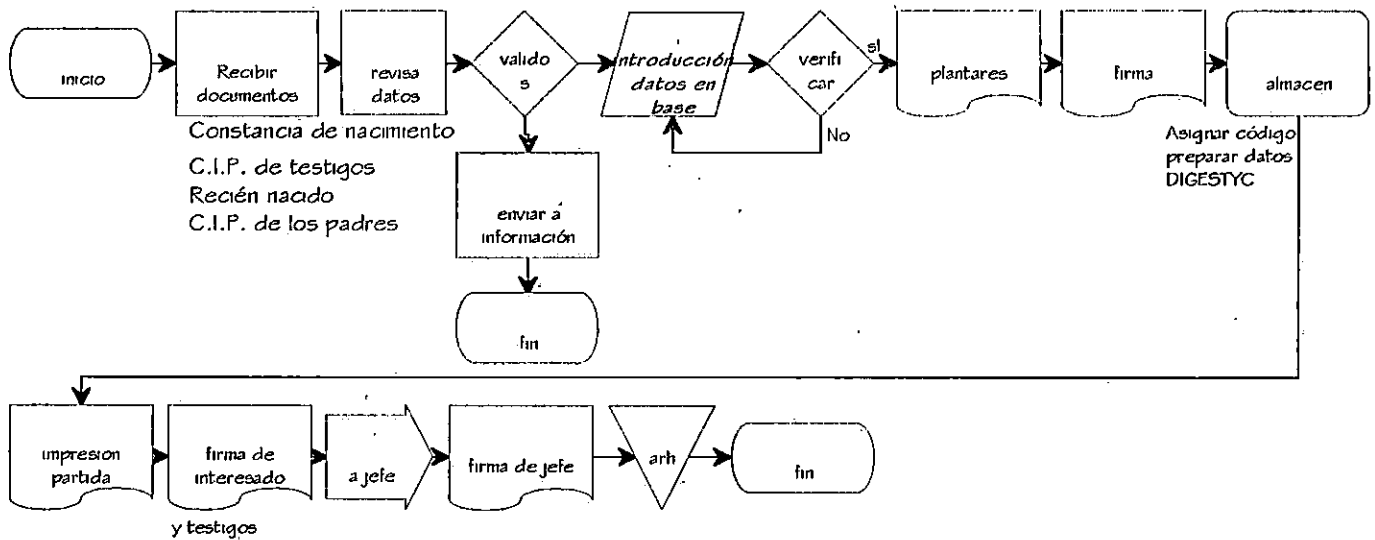 inicio
Recibir
documentos
revisa
datos
valido
s
introducción
datos en
base
verifi
car
si
No
plantares
firma
almacen
Constancia de nacimiento
C.I.P. de testigos
Recién nacido
C.I.P. de los padres
Asignar código
preparar datos
DIGESTYC
enviar a
información
fin
impresion
partida
firma de
interesado
y testigos
a jefe
firma de jefe
arh
fin